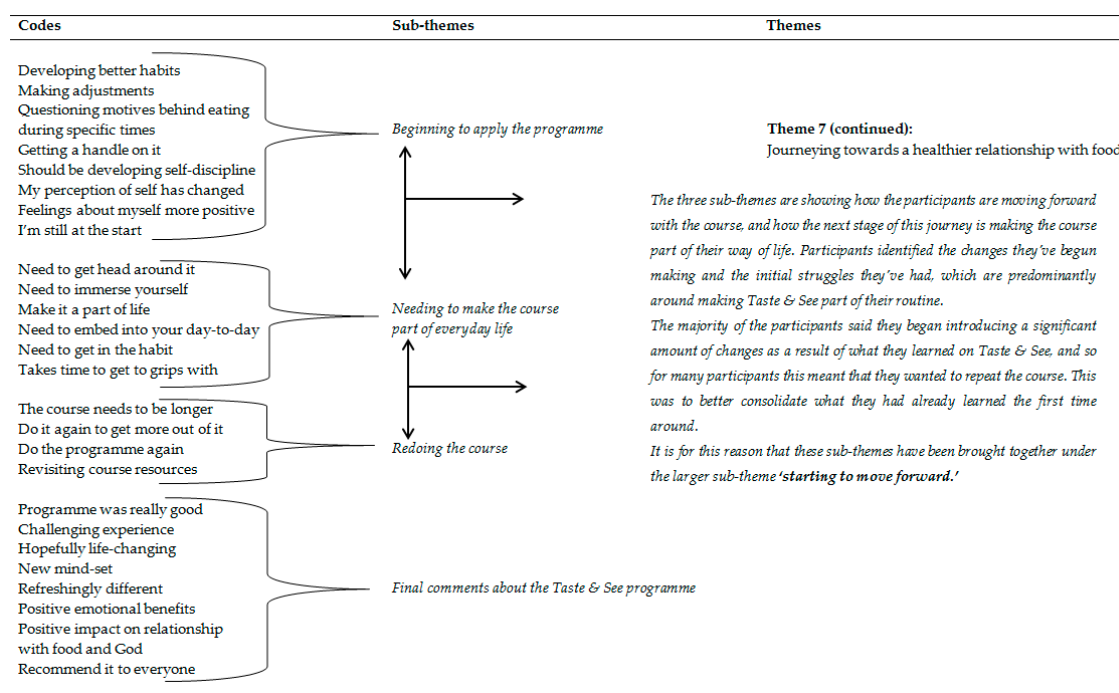 Codes Sub-themes Themes
Developing better habits
Making adjustments
Questioning motives behind eating
during specific times
Getting a handle on it
Should be developing self-discipline
My perception of self has changed
Feelings about myself more positive
I'm still at the start
Beginning to apply the programme
Need to get head around it
Need to immerse yourself
Make it a part of life
Need to embed into your day-to-day
Need to get in the habit
Takes time to get to grips with
Needing to make the course
part of everyday life
The course needs to be longer
Do it again to get more out of it
Do the programme again
Revisiting course resources
Redoing the course
Programme was really good
Challenging experience
Hopefully life-changing
New mind-set
Refreshingly different
Positive emotional benefits
Positive impact on relationship
with food and God
Recommend it to everyone
Final comments about the Taste & See programme
Theme 7 (continued):
Journeying towards a healthier relationship with food
The three sub-themes are showing how the participants are moving forward
with the course, and how the next stage of this journey is making the course
part of their way of life. Participants identified the changes they've begun
making and the initial struggles they've had, which are predominantly
around making Taste & See part of their routine.
The majority of the participants said they began introducing a significant
amount of changes as a result of what they learned on Taste & See, and so
for many participants this meant that they wanted to repeat the course. This
was to better consolidate what they had already learned the first time
around.
It is for this reason that these sub-themes have been brought together under
the larger sub-theme 'starting to move forward.'